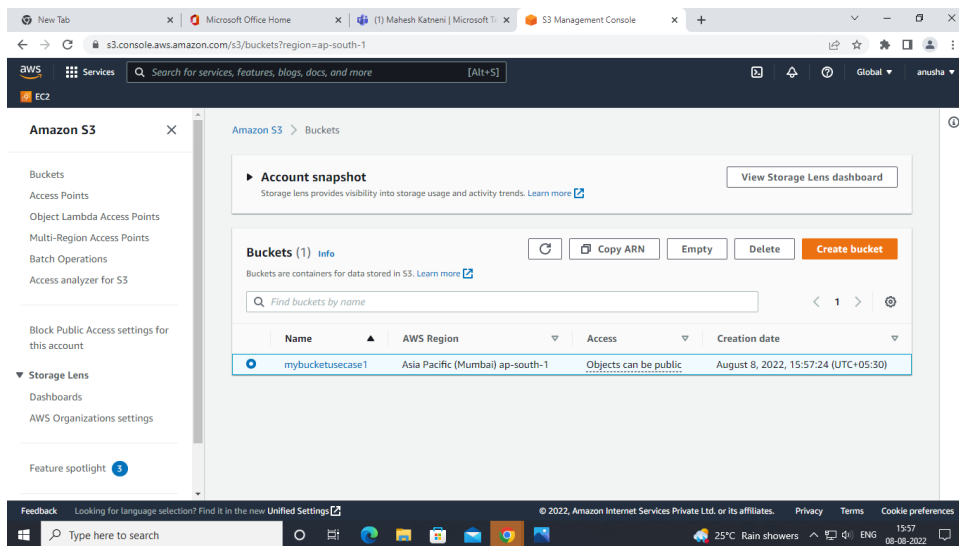 New Tab
Microsoft Office Home
(1) Mahesh Katneni | Microsoft Te
S3 Management Console
s3.console.aws.amazon.com/s3/buckets?region=ap-south-1
aws
Services
Search for services, features, blogs, docs, and more
[Alt+S]
Global
anusha
EC2
Amazon S3
Buckets
Access Points
Object Lambda Access Points
Multi-Region Access Points
Batch Operations
Access analyzer for S3
Block Public Access settings for
this account
Storage Lens
Dashboards
AWS Organizations settings
Feature spotlight 3
Amazon S3 > Buckets
Account snapshot
Storage lens provides visibility into storage usage and activity trends. Learn more
View Storage Lens dashboard
Buckets (1) Info
Buckets are containers for data stored in S3. Learn more
Copy ARN
Empty
Delete
Create bucket
Find buckets by name
1
Name AWS Region Access Creation date
mybucketusecase1 Asia Pacific (Mumbai) ap-south-1 Objects can be public August 8, 2022, 15:57:24 (UTC+05:30)
Feedback Looking for language selection? Find it in the new Unified Settings
© 2022, Amazon Internet Services Private Ltd. or its affiliates. Privacy Terms Cookie preferences
Type here to search
25°C Rain showers
ENG
15:57
08-08-2022